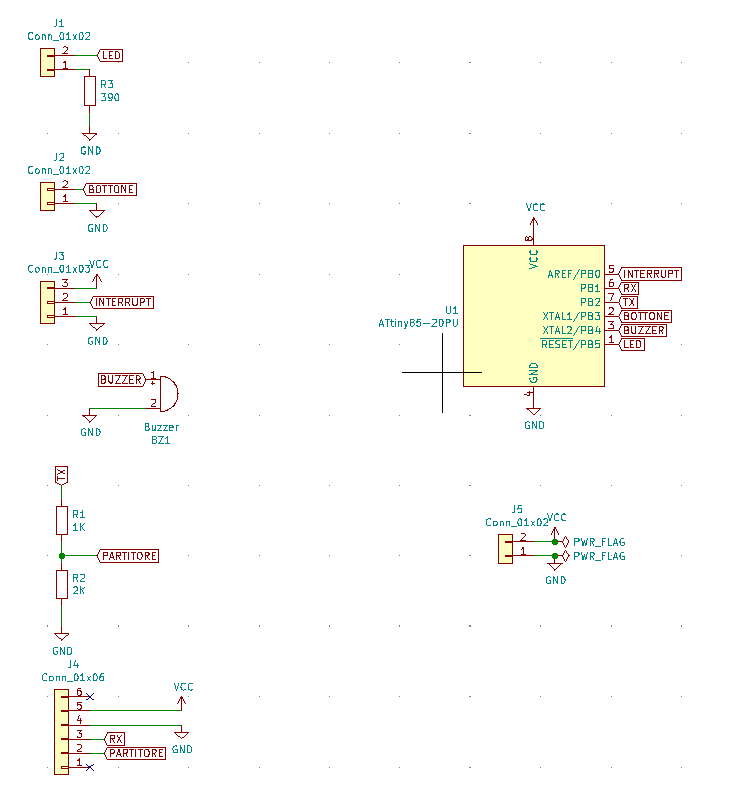 J1
Conn_01x02
2 LED
1
R3
390
GND
J2
Conn_01x02
2 BOTTONE
1
GND
J3
Conn_01x03
VCC
3
2 INTERRUPT
1
GND
BUZZER 1
2
GND
Buzzer
BZ1
TX
R1
1K
PARTITORE
R2
2K
GND
J4
Conn_01x06
6
5
4
3 RX
2 PARTITORE
1
VCC
GND
VCC
8
VCC
U1
ATtiny85-20PU
AREF/PB0 5 INTERRUPT
PB1 6 RX
PB2 7 TX
XTAL1/PB3 2 BOTTONE
XTAL2/PB4 3 BUZZER
RESET/PB5 1 LED
GND
4
GND
J5
Conn_01x02
VCC
2 PWR_FLAG
1 PWR_FLAG
GND